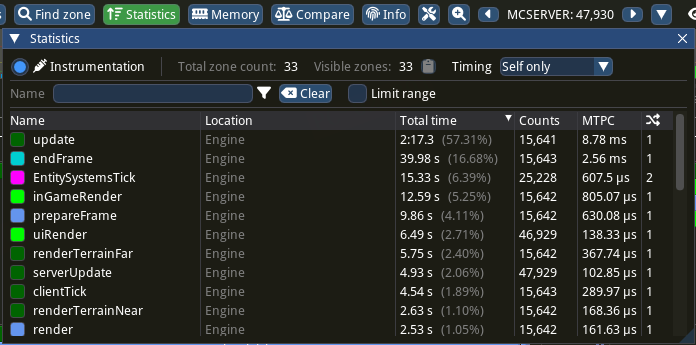 s Find zone Statistics Memory Compare Info MCSERVER: 47,930
Statistics
Instrumentation Total zone count: 33 Visible zones: 33 Timing Self only
Name Clear Limit range
Name Location Total time Counts MTPC
update Engine 2:17.3 (57.31%) 15,641 8.78 ms 1
endFrame Engine 39.98 s (16.68%) 15,643 2.56 ms 1
EntitySystemsTick Engine 15.33 s (6.39%) 25,228 607.5 µs 2
inGameRender Engine 12.59 s (5.25%) 15,642 805.07 µs 1
prepareFrame Engine 9.86 s (4.11%) 15,642 630.08 µs 1
uiRender Engine 6.49 s (2.71%) 46,929 138.33 µs 1
renderTerrainFar Engine 5.75 s (2.40%) 15,642 367.74 µs 1
serverUpdate Engine 4.93 s (2.06%) 47,929 102.85 µs 1
clientTick Engine 4.54 s (1.89%) 15,643 289.97 µs 1
renderTerrainNear Engine 2.63 s (1.10%) 15,642 168.36 µs 1
render Engine 2.53 s (1.05%) 15,642 161.63 µs 1